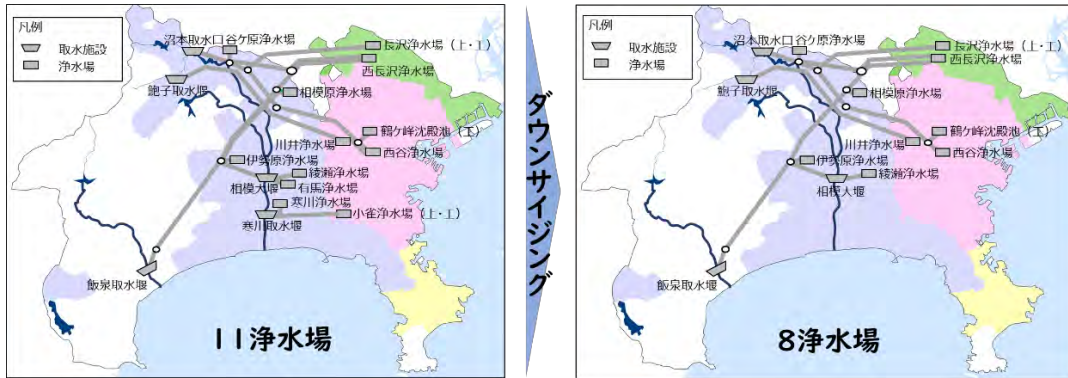 凡例
取水施設
浄水場
沼本取水口
谷ケ原浄水場
長沢浄水場（上・工）
西長沢浄水場
鮑子取水堰
相模原浄水場
鶴ケ峰沈殿池（工）
川井浄水場
西谷浄水場
伊勢原浄水場
綾瀬浄水場
相模大堰
有馬浄水場
寒川浄水場
小雀浄水場（上・工）
寒川取水堰
飯泉取水堰
11浄水場
ダウンサイジング
凡例
取水施設
浄水場
沼本取水口
谷ケ原浄水場
長沢浄水場（上・工）
西長沢浄水場
鮑子取水堰
相模原浄水場
鶴ケ峰沈殿池（工）
川井浄水場
西谷浄水場
伊勢原浄水場
綾瀬浄水場
相模大堰
飯泉取水堰
8浄水場